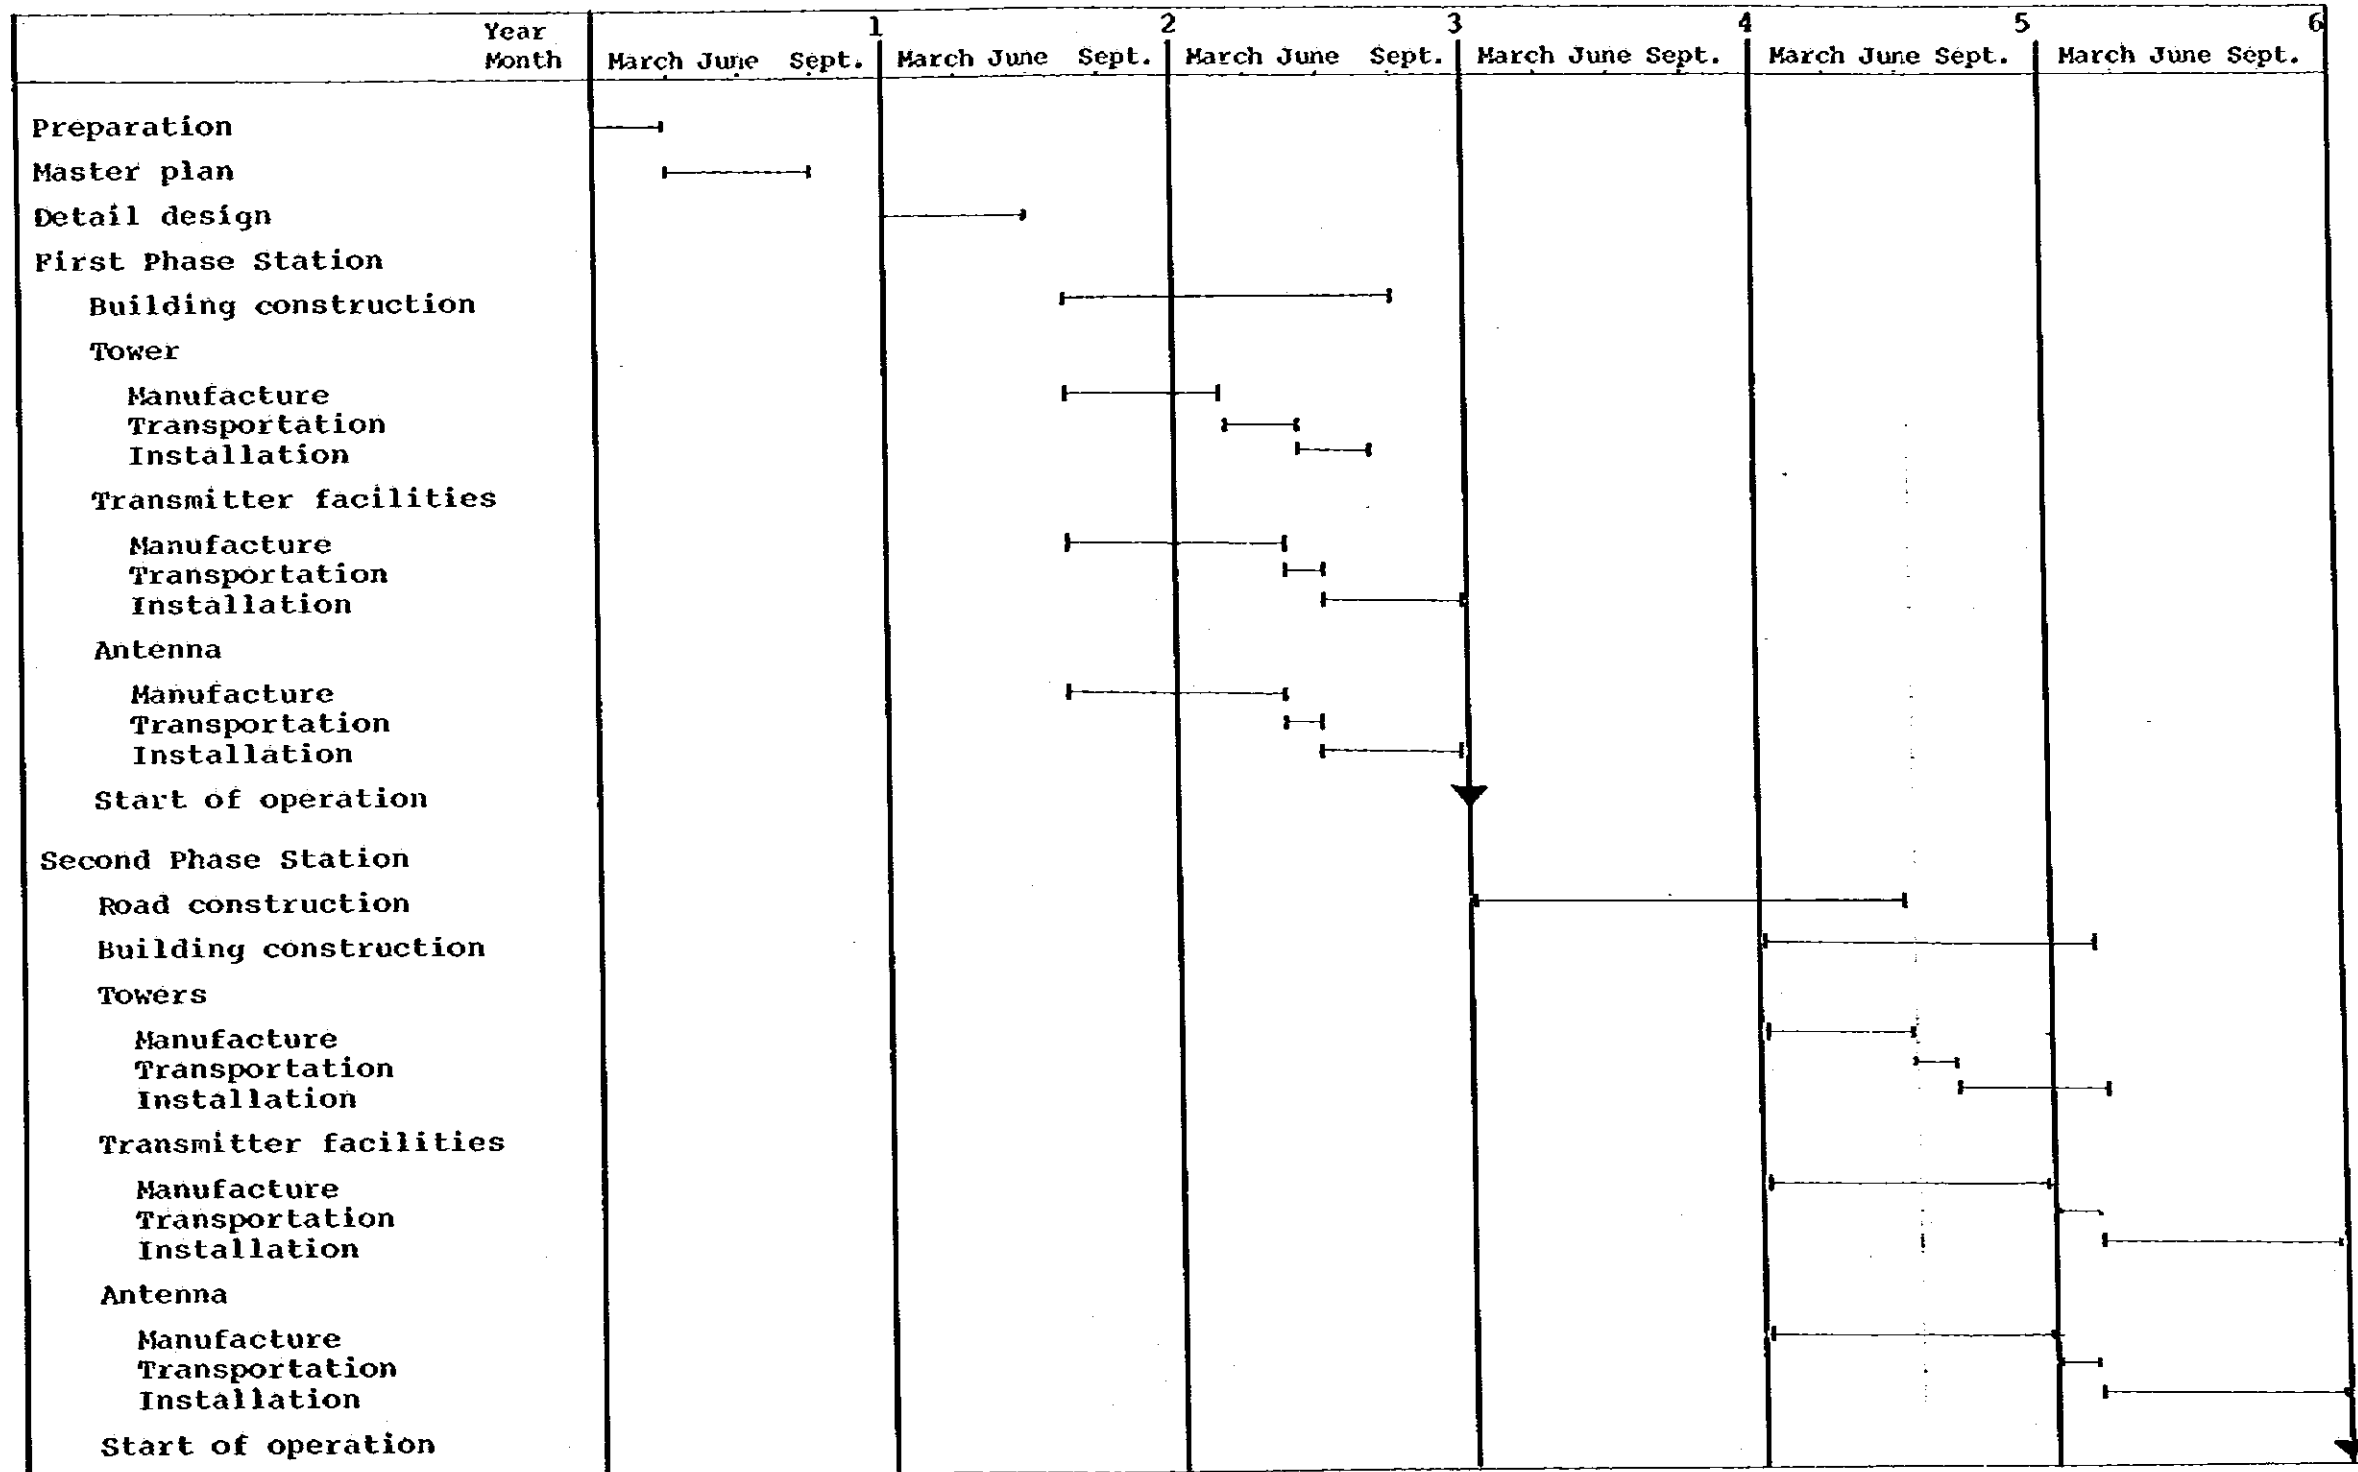 Year 1 2 3 4 5 6
Month March June Sept. March June Sept. March June Sept. March June Sept. March June Sept. March June Sept.
Preparation
Master plan
Detail design
First Phase Station
Building construction
Tower
Manufacture
Transportation
Installation
Transmitter facilities
Manufacture
Transportation
Installation
Antenna
Manufacture
Transportation
Installation
Start of operation
Second Phase Station
Road construction
Building construction
Towers
Manufacture
Transportation
Installation
Transmitter facilities
Manufacture
Transportation
Installation
Antenna
Manufacture
Transportation
Installation
Start of operation